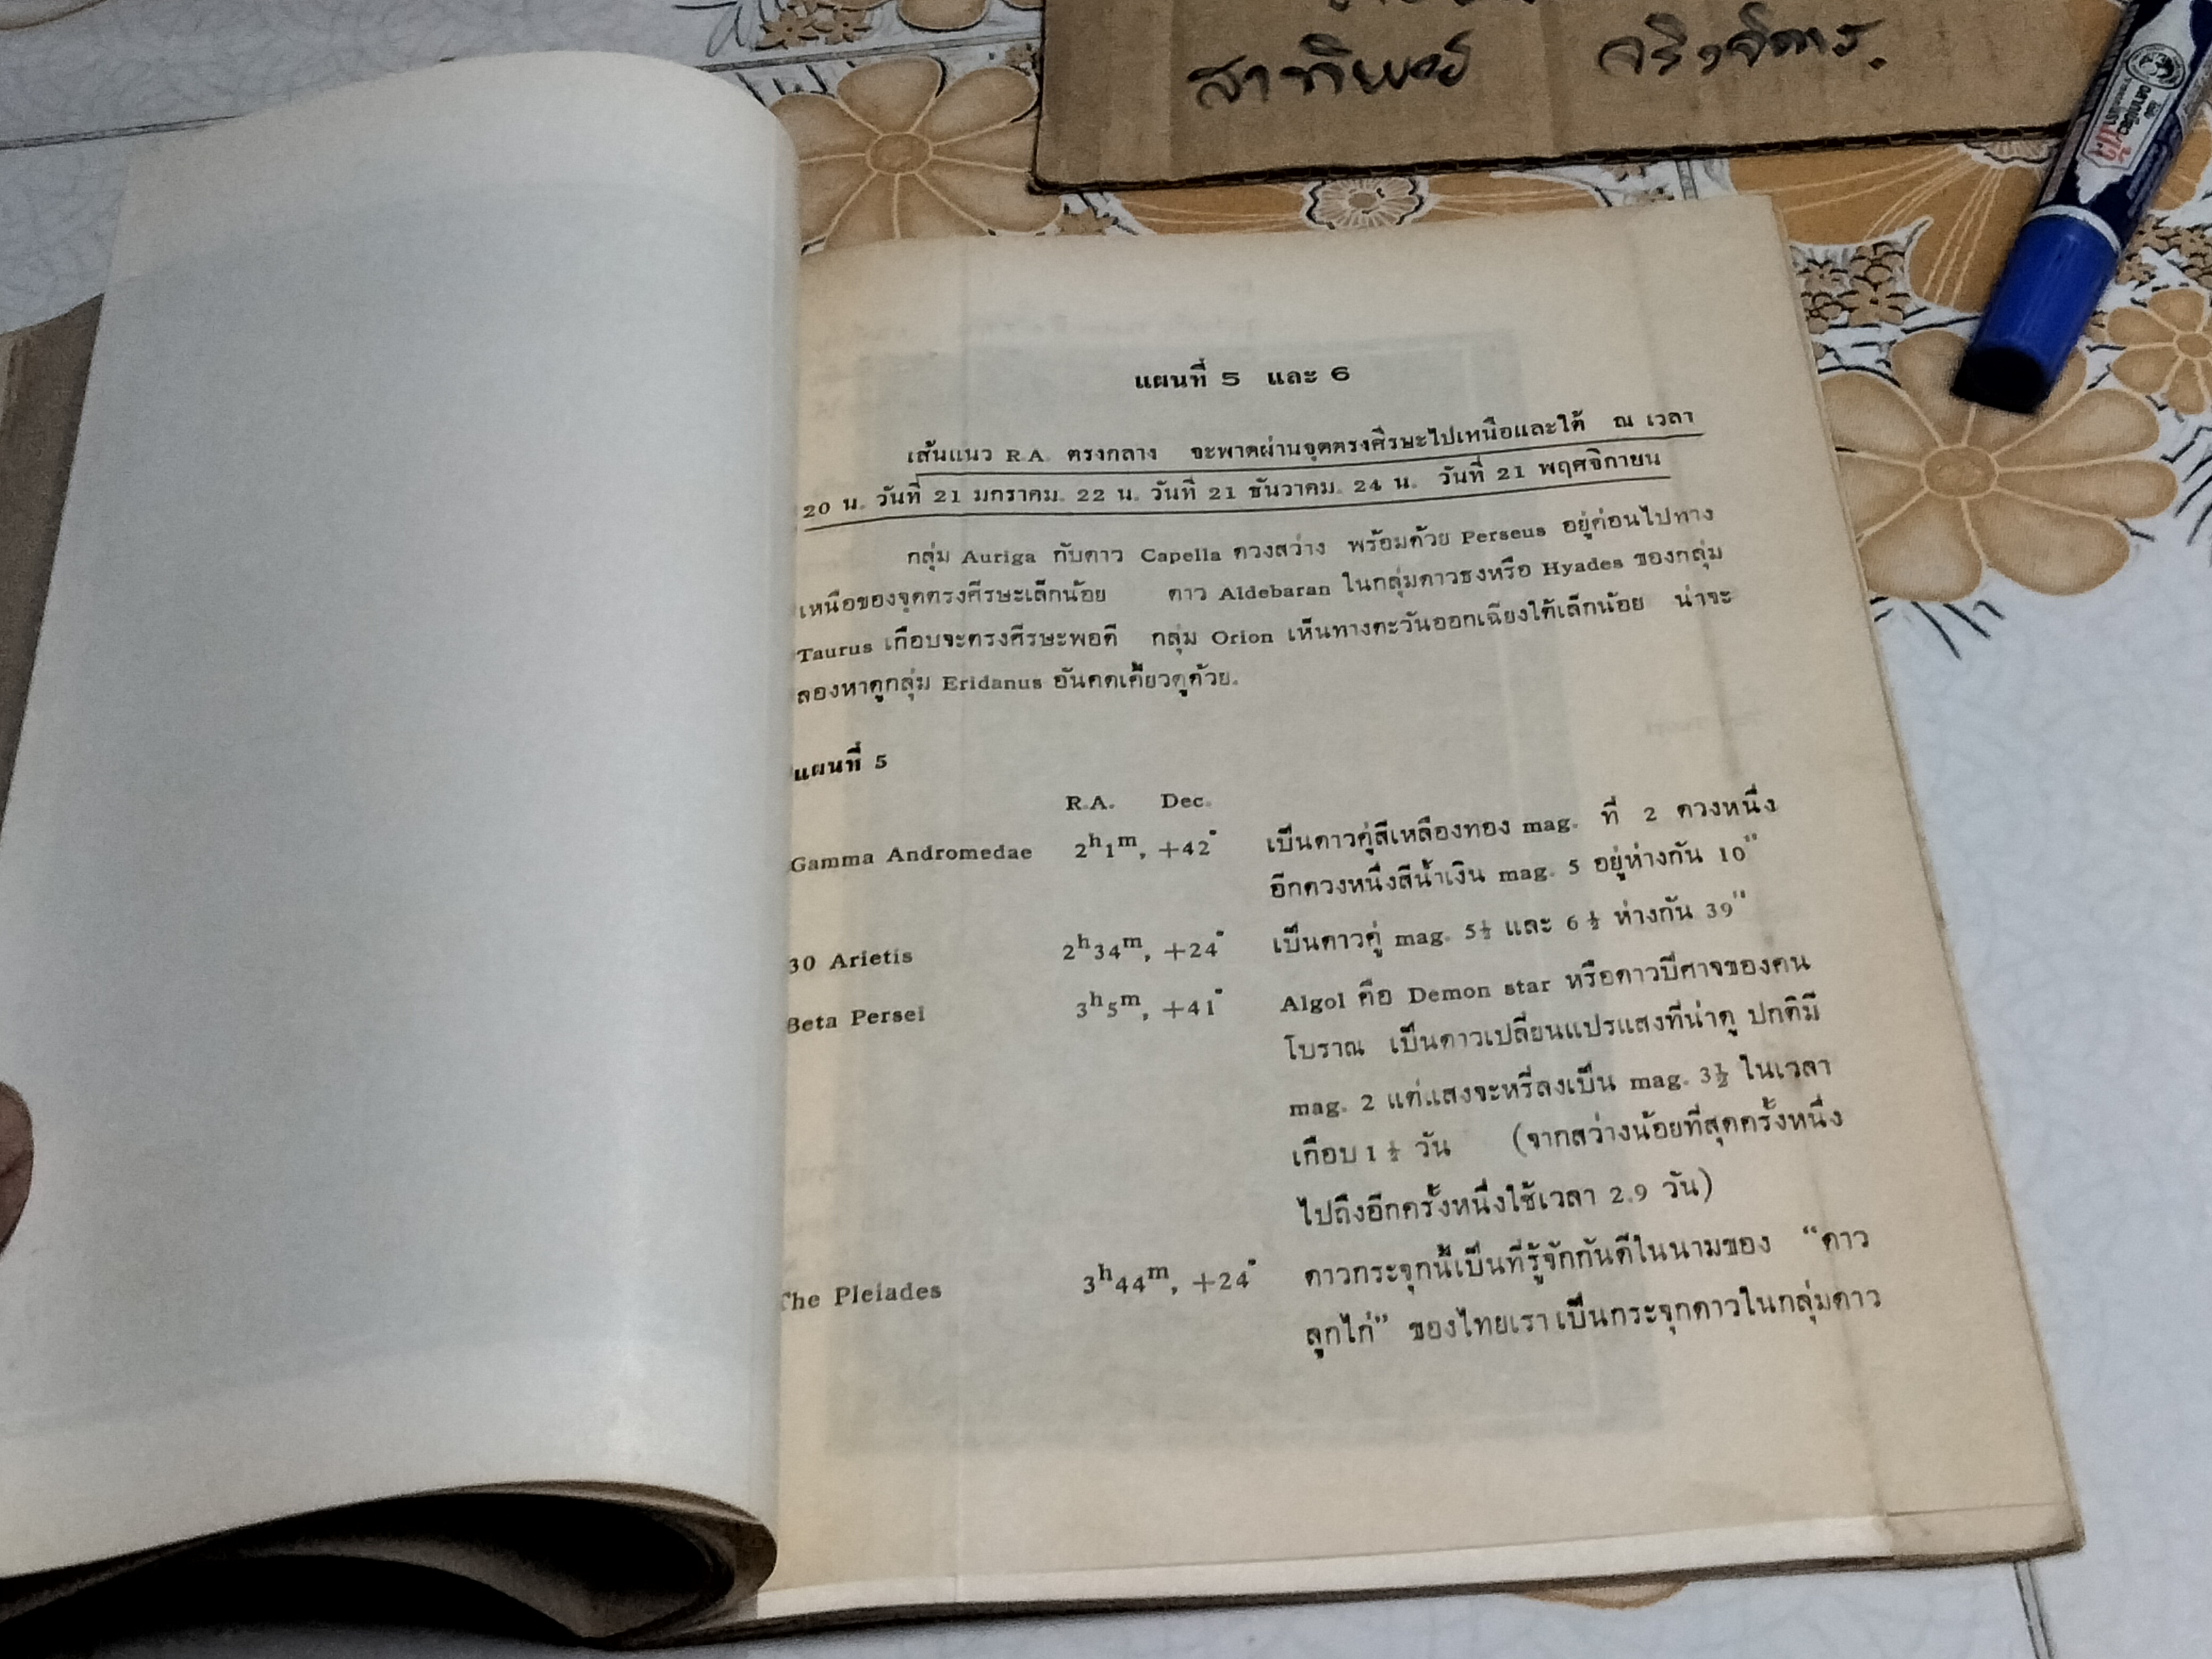 สาทิพย์ จริงจิตาร.
ตราม้า
แผนที่ 5 และ 6
เส้นแนว R.A. ตรงกลาง จะพาดผ่านจุดตรงศีรษะไปเหนือและใต้ ณ เวลา
20 น. วันที่ 21 มกราคม. 22 น. วันที่ 21 ธันวาคม. 24 น. วันที่ 21 พฤศจิกายน
กลุ่ม Auriga กับดาว Capella ดวงสว่าง พร้อมด้วย Perseus อยู่ค่อนไปทาง
เหนือของจุดตรงศีรษะเล็กน้อย ดาว Aldebaran ในกลุ่มดาวธงหรือ Hyades ของกลุ่ม
Taurus เกือบจะตรงศีรษะพอดี กลุ่ม Orion เห็นทางตะวันออกเฉียงใต้เล็กน้อย น่าจะ
ลองหาดูกลุ่ม Eridanus อันคดเคี้ยวดูด้วย.
แผนที่ 5
R.A. Dec.
Gamma Andromedae 2ʰ1ᵐ, +42° เป็นดาวคู่สีเหลืองทอง mag. ที่ 2 ดวงหนึ่ง
อีกดวงหนึ่งสีน้ำเงิน mag. 5 อยู่ห่างกัน 10"
30 Arietis 2ʰ34ᵐ, +24° เป็นดาวคู่ mag. 5½ และ 6½ ห่างกัน 39"
Beta Persei 3ʰ5ᵐ, +41° Algol คือ Demon star หรือดาวปีศาจของคน
โบราณ เป็นดาวเปลี่ยนแปรแสงที่น่าดู ปกติมี
mag. 2 แต่แสงจะหรี่ลงเป็น mag. 3½ ในเวลา
เกือบ 1½ วัน (จากสว่างน้อยที่สุดครั้งหนึ่ง
ไปถึงอีกครั้งหนึ่งใช้เวลา 2.9 วัน)
The Pleiades 3ʰ44ᵐ, +24° ดาวกระจุกนี้เป็นที่รู้จักกันดีในนามของ “ดาว
ลูกไก่” ของไทยเรา เป็นกระจุกดาวในกลุ่มดาว